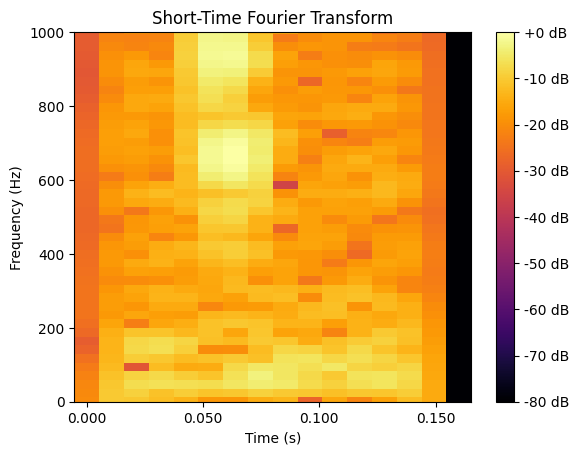 Short-Time Fourier Transform
1000
800
600
400
200
0
Frequency (Hz)
0.000
0.050
0.100
0.150
Time (s)
+0 dB
-10 dB
-20 dB
-30 dB
-40 dB
-50 dB
-60 dB
-70 dB
-80 dB